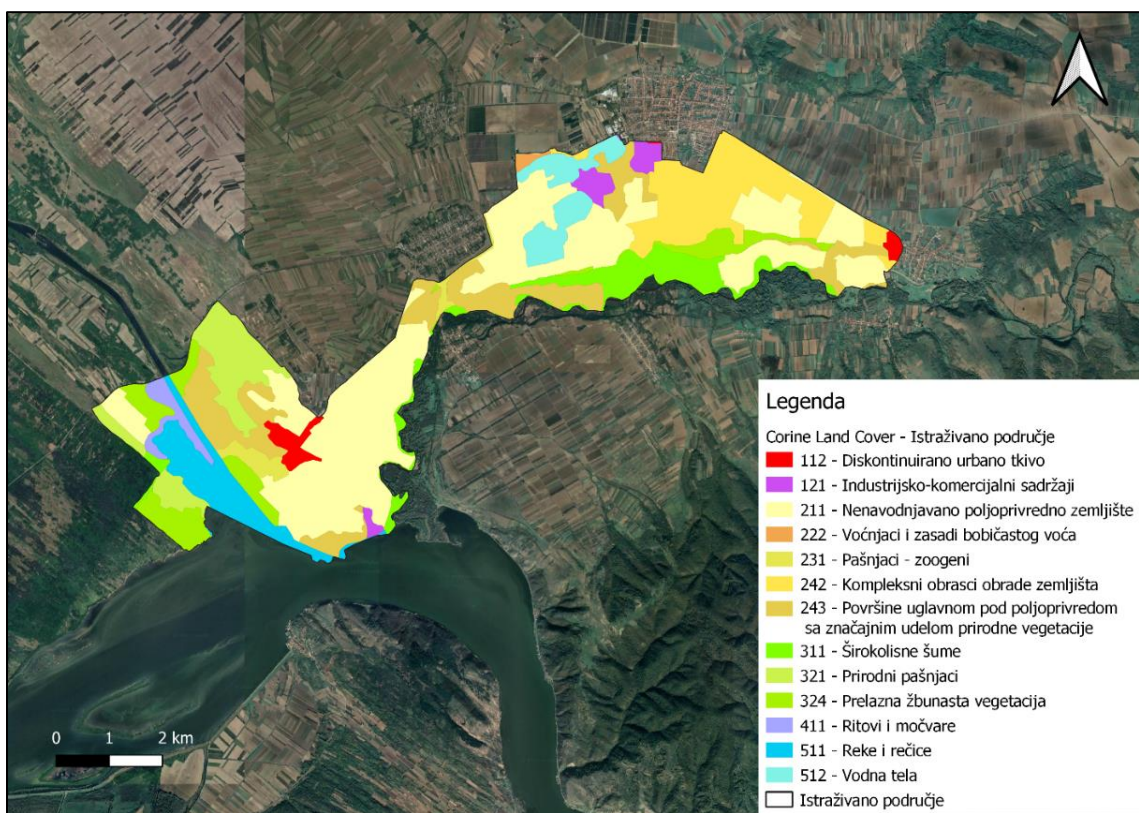 Legenda
Corine Land Cover - Istraživano područje
112 - Diskontinuirano urbano tkivo
121 - Industrijsko-komercijalni sadržaji
211 - Nenavodnjavano poljoprivredno zemljište
222 - Voćnjaci i zasadi bobičastog voća
231 - Pašnjaci - zoogeni
242 - Kompleksni obrasci obrade zemljišta
243 - Površine uglavnom pod poljoprivredom
sa značajnim udelom prirodne vegetacije
311 - Širokolisne šume
321 - Prirodni pašnjaci
324 - Prelazna žbunasta vegetacija
411 - Ritovi i močvare
511 - Reke i rečice
512 - Vodna tela
Istraživano područje
0 1 2 km